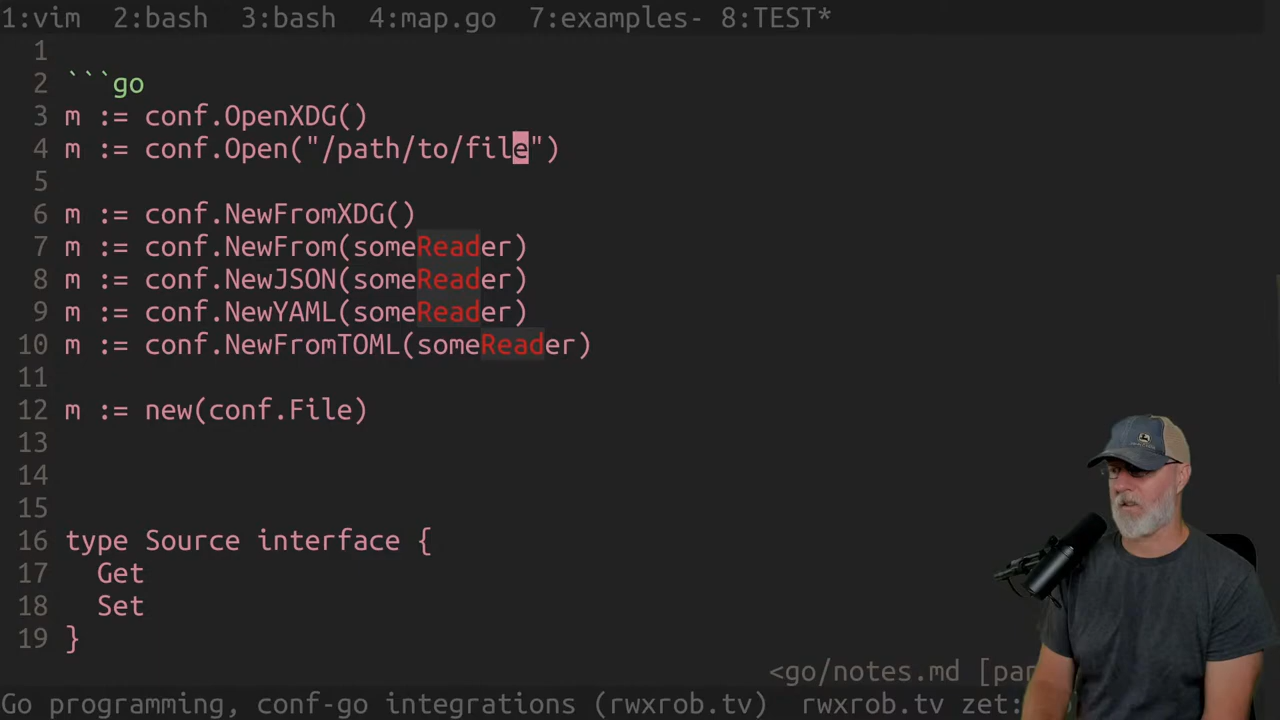 1:vim 2:bash 3:bash 4:map.go 7:examples- 8:TEST*
1
2 ```go
3 m := conf.OpenXDG()
4 m := conf.Open("/path/to/file")
5
6 m := conf.NewFromXDG()
7 m := conf.NewFrom(someReader)
8 m := conf.NewJSON(someReader)
9 m := conf.NewYAML(someReader)
10 m := conf.NewFromTOML(someReader)
11
12 m := new(conf.File)
13
14
15
16 type Source interface {
17   Get
18   Set
19 }
<go/notes.md [par
Go programming, conf-go integrations (rwxrob.tv) rwxrob.tv zet: